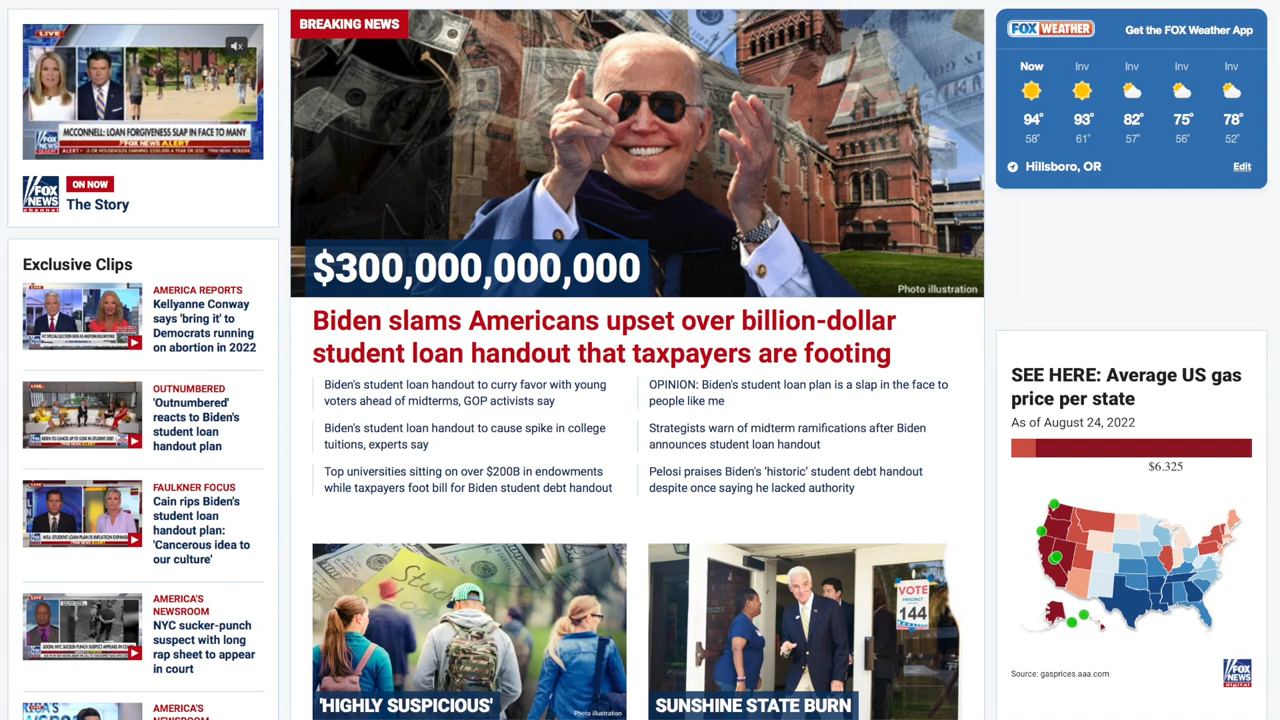 LIVE
MCCONNELL: LOAN FORGIVENESS SLAP IN FACE TO MANY
FOX NEWS ALERT
FOX
NEWS
channel
ON NOW
The Story
Exclusive Clips
AMERICA REPORTS
Kellyanne Conway
says 'bring it' to
Democrats running
on abortion in 2022
OUTNUMBERED
'Outnumbered'
reacts to Biden's
student loan
handout plan
FAULKNER FOCUS
Cain rips Biden's
student loan
handout plan:
'Cancerous idea to
our culture'
AMERICA'S
NEWSROOM
NYC sucker-punch
suspect with long
rap sheet to appear
in court
AMERICA'S
NEWSROOM
BREAKING NEWS
$300,000,000,000
Photo illustration
Biden slams Americans upset over billion-dollar
student loan handout that taxpayers are footing
Biden's student loan handout to curry favor with young
voters ahead of midterms, GOP activists say
Biden's student loan handout to cause spike in college
tuitions, experts say
Top universities sitting on over $200B in endowments
while taxpayers foot bill for Biden student debt handout
OPINION: Biden's student loan plan is a slap in the face to
people like me
Strategists warn of midterm ramifications after Biden
announces student loan handout
Pelosi praises Biden's 'historic' student debt handout
despite once saying he lacked authority
'HIGHLY SUSPICIOUS'
Photo illustration
VOTE
PRECINCT
144
SUNSHINE STATE BURN
FOX WEATHER
Get the FOX Weather App
Now Inv Inv Inv Inv
94° 93° 82° 75° 78°
58° 61° 57° 56° 52°
Hillsboro, OR
Edit
SEE HERE: Average US gas
price per state
As of August 24, 2022
$6.325
Source: gasprices.aaa.com
FOX
NEWS
digital